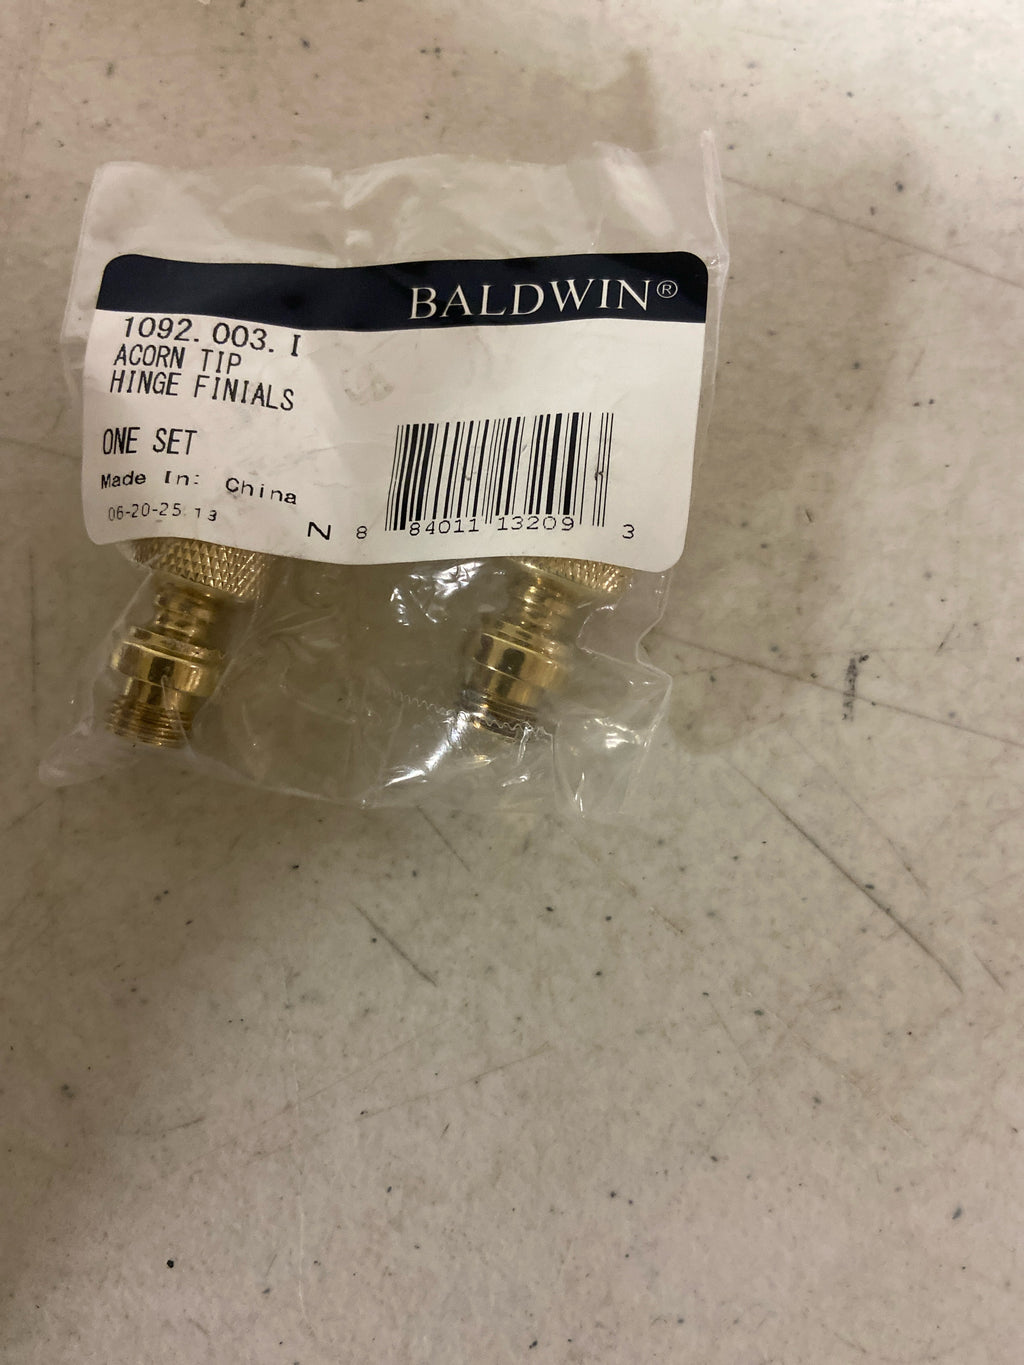 BALDWIN®
1092.003.I
ACORN TIP
HINGE FINIALS
ONE SET
Made In: China
06-20-25 13
N 8 84011 13209 3